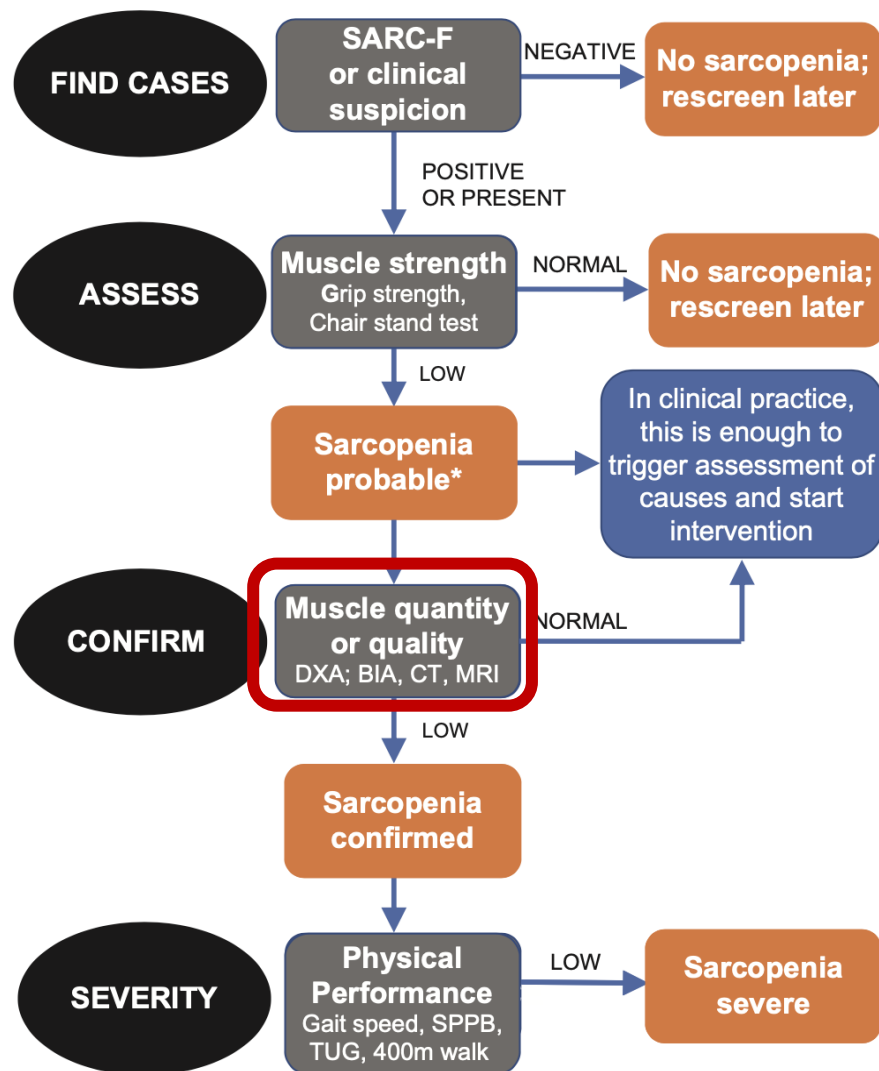 FIND CASES
SARC-F
or clinical
suspicion
NEGATIVE
No sarcopenia;
rescreen later
POSITIVE
OR PRESENT
ASSESS
Muscle strength
Grip strength,
Chair stand test
NORMAL
No sarcopenia;
rescreen later
LOW
Sarcopenia
probable*
In clinical practice,
this is enough to
trigger assessment of
causes and start
intervention
CONFIRM
Muscle quantity
or quality
DXA; BIA, CT, MRI
NORMAL
LOW
Sarcopenia
confirmed
SEVERITY
Physical
Performance
Gait speed, SPPB,
TUG, 400m walk
LOW
Sarcopenia
severe